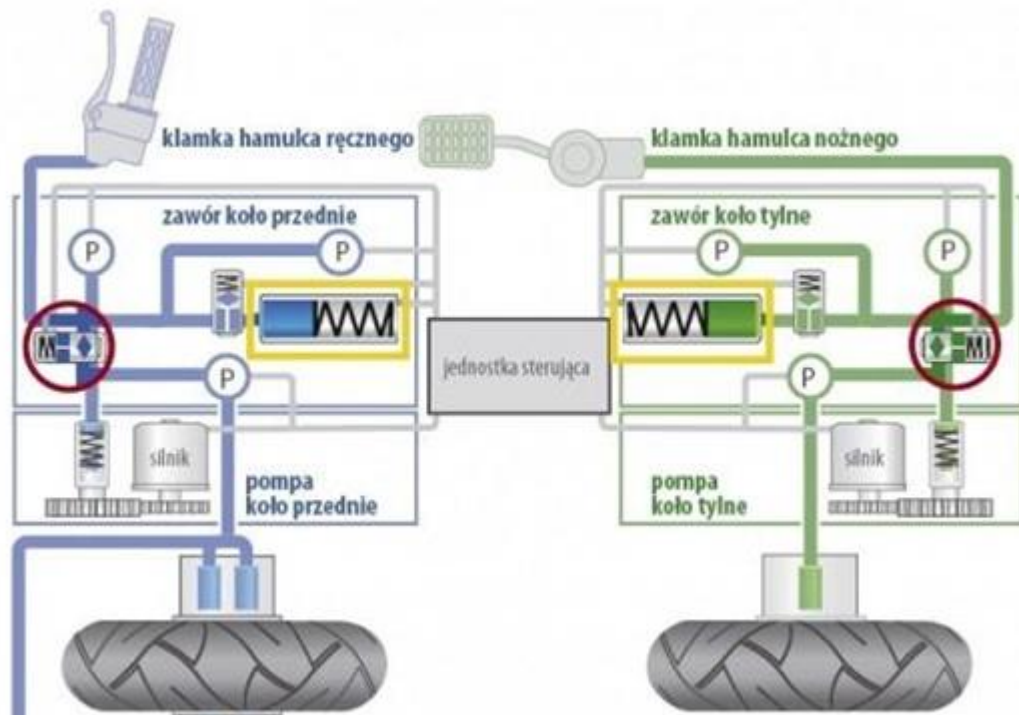 klamka hamulca ręcznego
klamka hamulca nożnego
zawór koło przednie
zawór koło tylne
P
P
P
P
M
M
jednostka sterująca
P
P
silnik
silnik
pompa
koło przednie
pompa
koło tylne